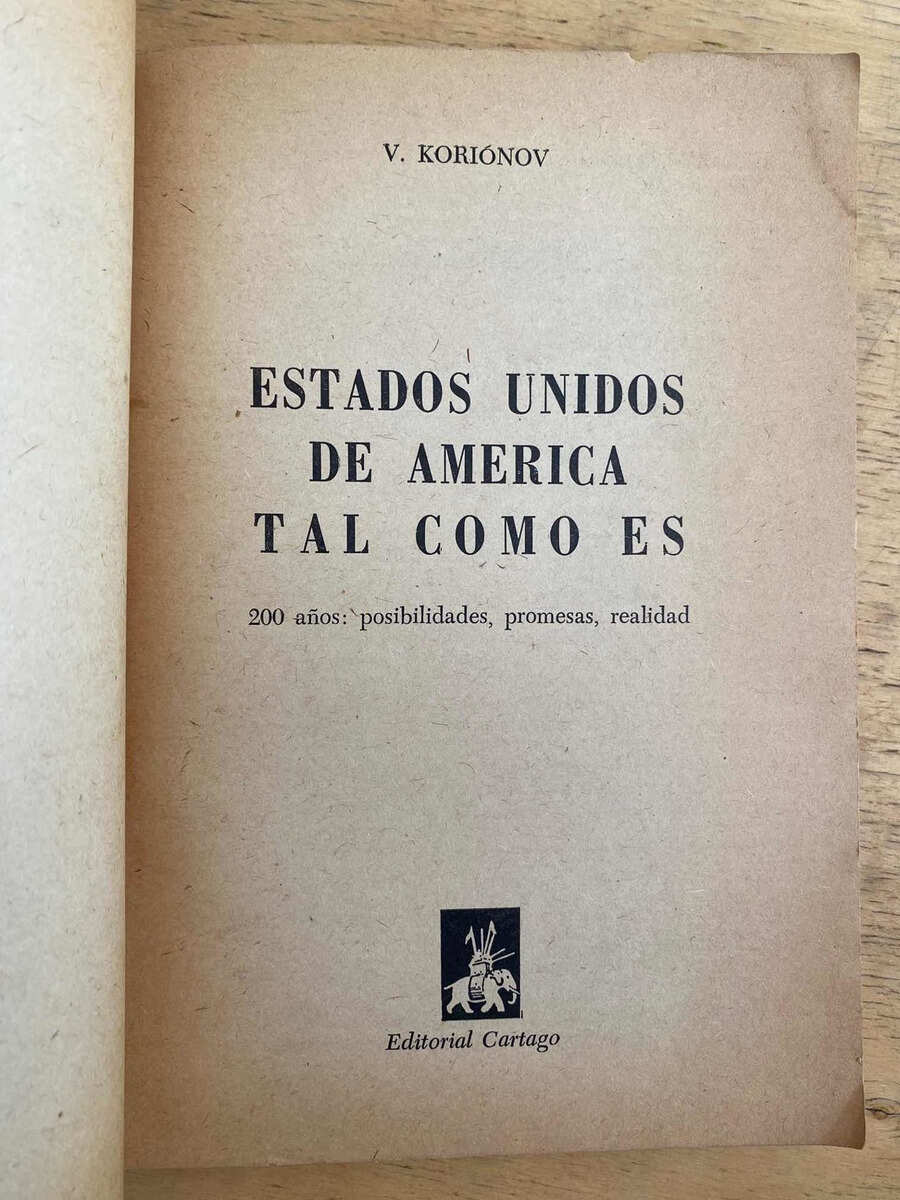 V. KORIÓNOV
ESTADOS UNIDOS
DE AMERICA
TAL COMO ES
200 años: posibilidades, promesas, realidad
Editorial Cartago